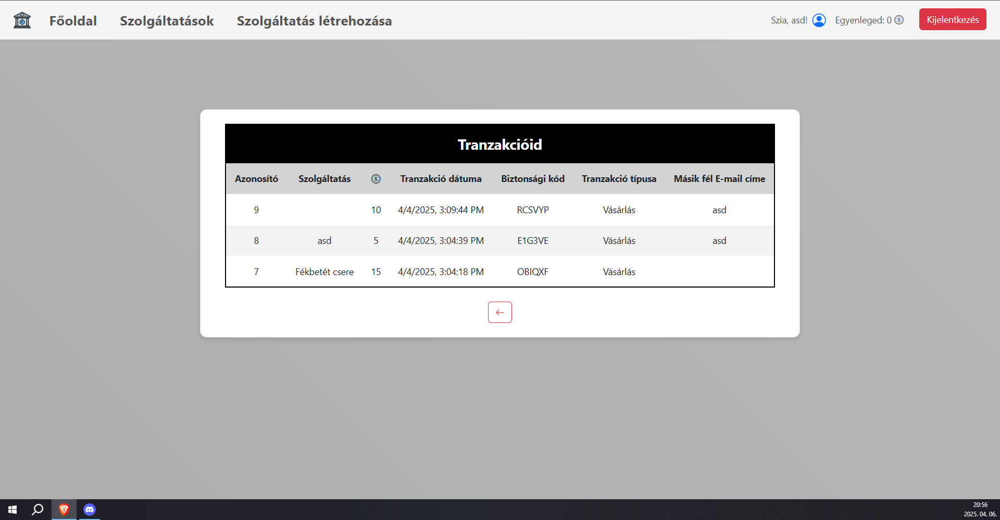 Főoldal Szolgáltatások Szolgáltatás létrehozása Szia, asd! Egyenleged: 0 Kijelentkezés
Tranzakcióid
Azonosító Szolgáltatás Tranzakció dátuma Biztonsági kód Tranzakció típusa Másik fél E-mail címe
9 10 4/4/2025, 3:09:44 PM RCSVYP Vásárlás asd
8 asd 5 4/4/2025, 3:04:39 PM E1G3VE Vásárlás asd
7 Fékbetét csere 15 4/4/2025, 3:04:18 PM OBIQXF Vásárlás
20:56
2025. 04. 06.